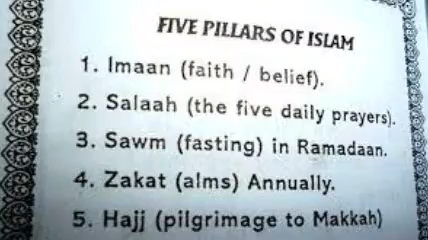 FIVE PILLARS OF ISLAM
1. Imaan (faith / belief).
2. Salaah (the five daily prayers).
3. Sawm (fasting) in Ramadaan.
4. Zakat (alms) Annually.
5. Hajj (pilgrimage to Makkah)